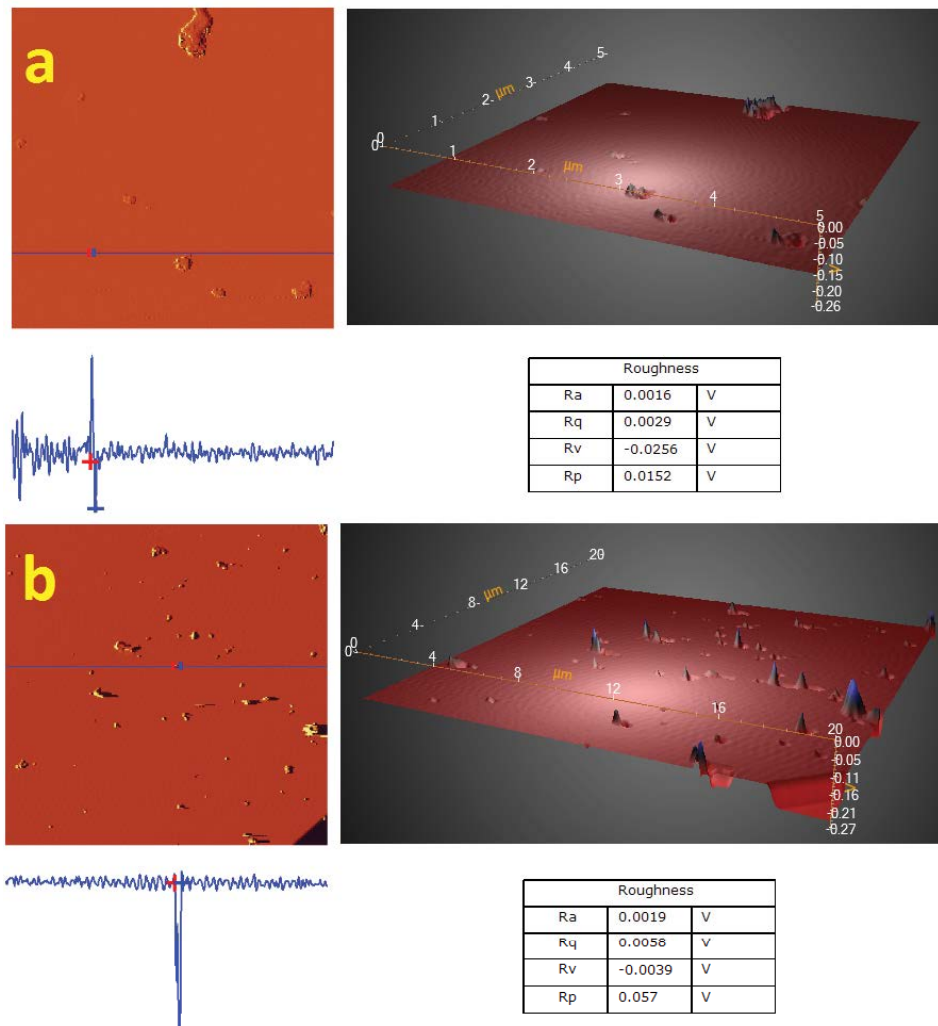 a
0
1
2
3
4
5
μm
0
1
2
μm
3
4
5
0.00
-0.05
-0.10
-0.15
-0.20
-0.26
V
Roughness
Ra 0.0016 V
Rq 0.0029 V
Rv -0.0256 V
Rp 0.0152 V
b
0
4
8
μm
12
16
20
0
4
8
μm
12
16
20
0.00
-0.05
-0.11
-0.16
-0.21
-0.27
V
Roughness
Ra 0.0019 V
Rq 0.0058 V
Rv -0.0039 V
Rp 0.057 V